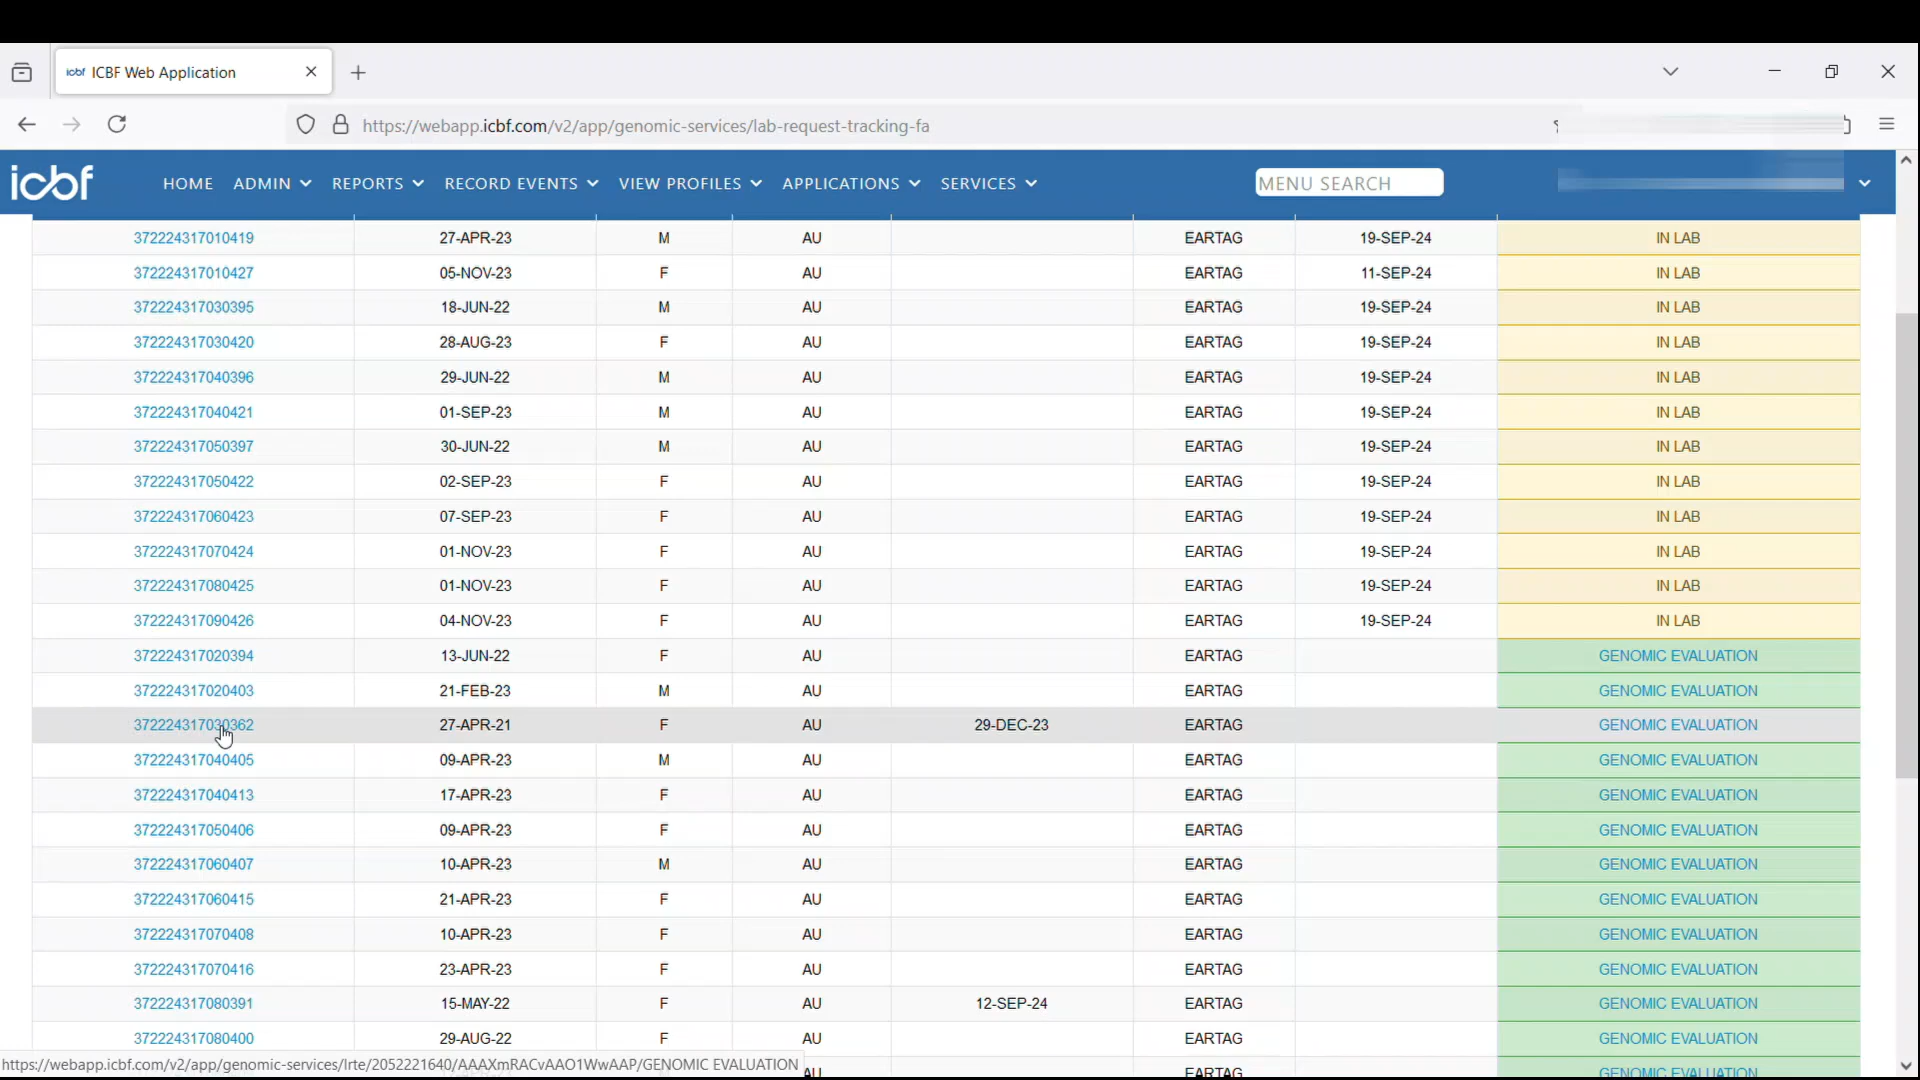 icbf ICBF Web Application
https://webapp.icbf.com/v2/app/genomic-services/lab-request-tracking-fa
icbf HOME ADMIN REPORTS RECORD EVENTS VIEW PROFILES APPLICATIONS SERVICES MENU SEARCH
372224317010419 27-APR-23 M AU EARTAG 19-SEP-24 IN LAB
372224317010427 05-NOV-23 F AU EARTAG 11-SEP-24 IN LAB
372224317030395 18-JUN-22 M AU EARTAG 19-SEP-24 IN LAB
372224317030420 28-AUG-23 F AU EARTAG 19-SEP-24 IN LAB
372224317040396 29-JUN-22 M AU EARTAG 19-SEP-24 IN LAB
372224317040421 01-SEP-23 M AU EARTAG 19-SEP-24 IN LAB
372224317050397 30-JUN-22 M AU EARTAG 19-SEP-24 IN LAB
372224317050422 02-SEP-23 F AU EARTAG 19-SEP-24 IN LAB
372224317060423 07-SEP-23 F AU EARTAG 19-SEP-24 IN LAB
372224317070424 01-NOV-23 F AU EARTAG 19-SEP-24 IN LAB
372224317080425 01-NOV-23 F AU EARTAG 19-SEP-24 IN LAB
372224317090426 04-NOV-23 F AU EARTAG 19-SEP-24 IN LAB
372224317020394 13-JUN-22 F AU EARTAG GENOMIC EVALUATION
372224317020403 21-FEB-23 M AU EARTAG GENOMIC EVALUATION
372224317030362 27-APR-21 F AU 29-DEC-23 EARTAG GENOMIC EVALUATION
372224317040405 09-APR-23 M AU EARTAG GENOMIC EVALUATION
372224317040413 17-APR-23 F AU EARTAG GENOMIC EVALUATION
372224317050406 09-APR-23 F AU EARTAG GENOMIC EVALUATION
372224317060407 10-APR-23 M AU EARTAG GENOMIC EVALUATION
372224317060415 21-APR-23 F AU EARTAG GENOMIC EVALUATION
372224317070408 10-APR-23 F AU EARTAG GENOMIC EVALUATION
372224317070416 23-APR-23 F AU EARTAG GENOMIC EVALUATION
372224317080391 15-MAY-22 F AU 12-SEP-24 EARTAG GENOMIC EVALUATION
372224317080400 29-AUG-22 F AU EARTAG GENOMIC EVALUATION
https://webapp.icbf.com/v2/app/genomic-services/lrte/2052221640/AAAXmRACvAAO1WwAAP/GENOMIC EVALUATION AU EARTAG GENOMIC EVALUATION